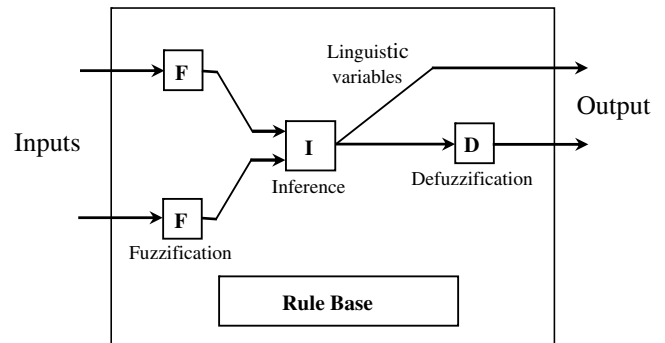 Linguistic
variables
F
Output
Inputs
I
D
Inference
Defuzzification
F
Fuzzification
Rule Base